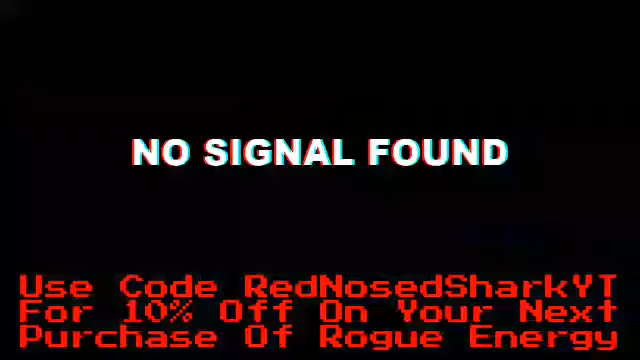 NO SIGNAL FOUND
Use Code RedNosedSharkYT
For 10% Off On Your Next
Purchase Of Rogue Energy